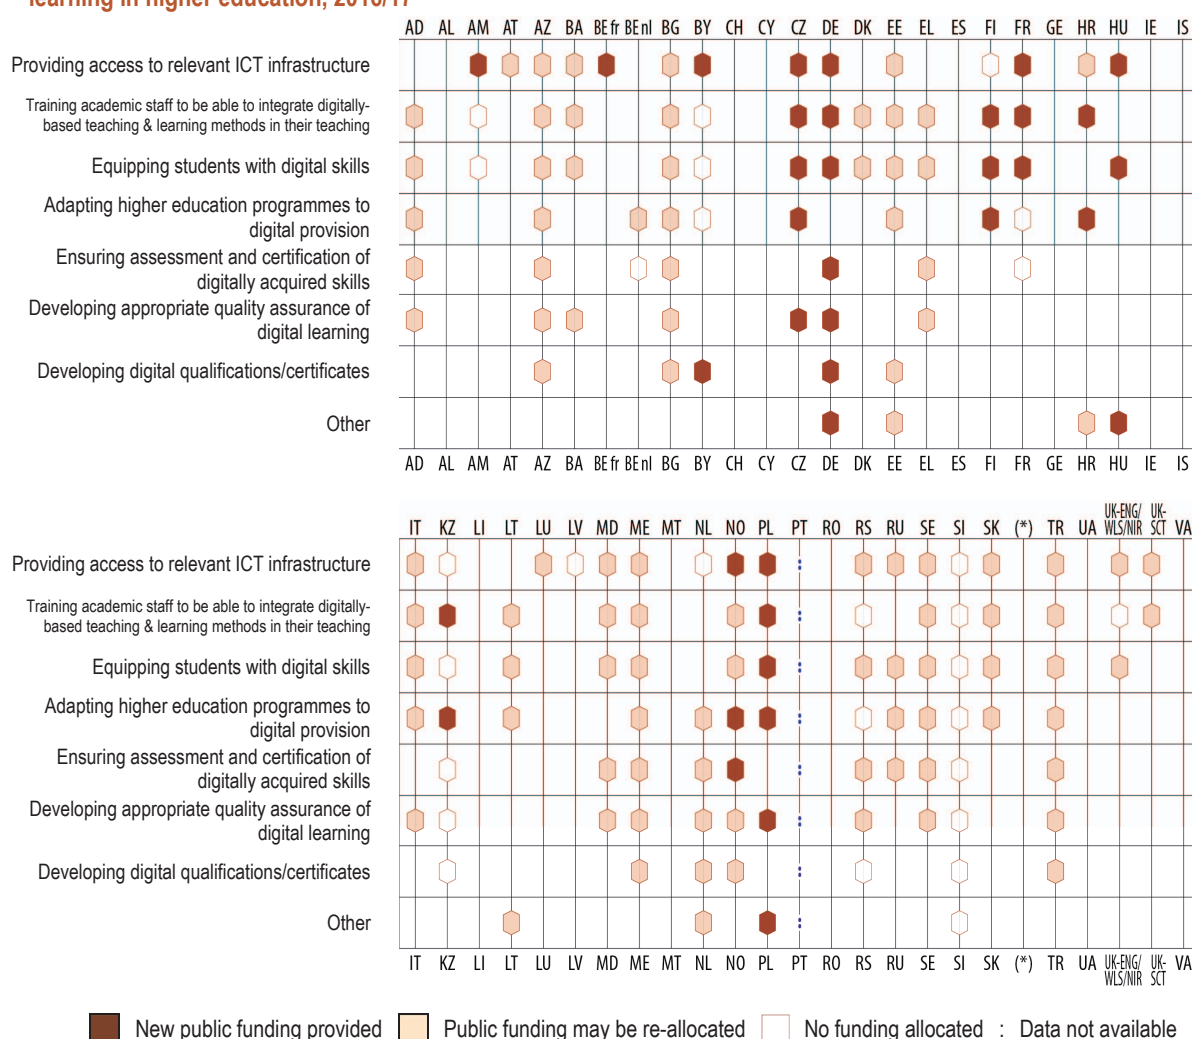 learning in higher education, 2016/17
AD AL AM AT AZ BA BE fr BE nl BG BY CH CY CZ DE DK EE EL ES FI FR GE HR HU IE IS
Providing access to relevant ICT infrastructure
Training academic staff to be able to integrate digitally-
based teaching & learning methods in their teaching
Equipping students with digital skills
Adapting higher education programmes to
digital provision
Ensuring assessment and certification of
digitally acquired skills
Developing appropriate quality assurance of
digital learning
Developing digital qualifications/certificates
Other
AD AL AM AT AZ BA BE fr BE nl BG BY CH CY CZ DE DK EE EL ES FI FR GE HR HU IE IS
UK-ENG/ UK-
IT KZ LI LT LU LV MD ME MT NL NO PL PT RO RS RU SE SI SK (*) TR UA WLS/NIR SCT VA
Providing access to relevant ICT infrastructure :
Training academic staff to be able to integrate digitally-
based teaching & learning methods in their teaching :
Equipping students with digital skills :
Adapting higher education programmes to
digital provision :
Ensuring assessment and certification of
digitally acquired skills :
Developing appropriate quality assurance of
digital learning :
Developing digital qualifications/certificates :
Other :
IT KZ LI LT LU LV MD ME MT NL NO PL PT RO RS RU SE SI SK (*) TR UA UK-ENG/ UK- VA
WLS/NIR SCT
New public funding provided Public funding may be re-allocated No funding allocated : Data not available